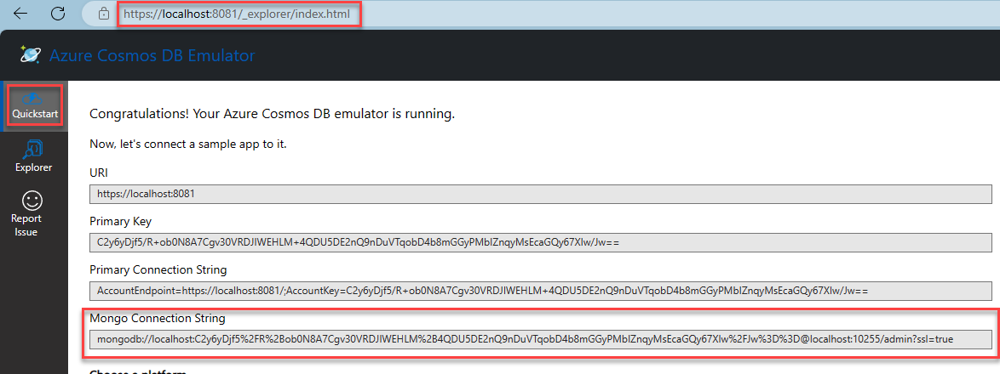 https://localhost:8081/_explorer/index.html
Azure Cosmos DB Emulator
Quickstart
Explorer
Report
Issue
Congratulations! Your Azure Cosmos DB emulator is running.
Now, let's connect a sample app to it.
URI
https://localhost:8081
Primary Key
C2y6yDjf5/R+ob0N8A7Cgv30VRDJIWEHLM+4QDU5DE2nQ9nDuVTqobD4b8mGGyPMbIZnqyMsEcaGQy67XIw/Jw==
Primary Connection String
AccountEndpoint=https://localhost:8081/;AccountKey=C2y6yDjf5/R+ob0N8A7Cgv30VRDJIWEHLM+4QDU5DE2nQ9nDuVTqobD4b8mGGyPMbIZnqyMsEcaGQy67XIw/Jw==
Mongo Connection String
mongodb://localhost:C2y6yDjf5%2FR%2Bob0N8A7Cgv30VRDJIWEHLM%2B4QDU5DE2nQ9nDuVTqobD4b8mGGyPMbIZnqyMsEcaGQy67XIw%2FJw%3D%3D@localhost:10255/admin?ssl=true
Choose a platform